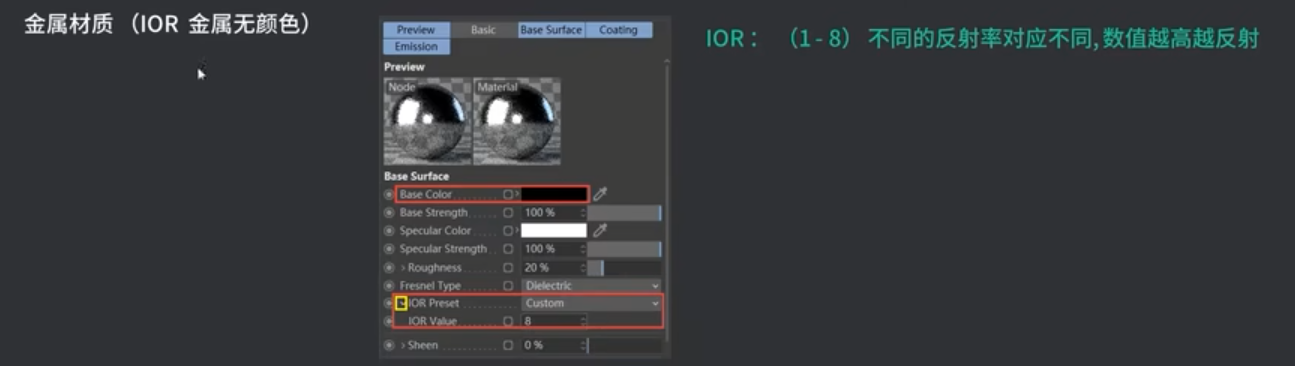 金属材质 （IOR 金属无颜色）
Preview Basic Base Surface Coating
Emission
Preview
Node Material
Base Surface
Base Color
Base Strength 100 %
Specular Color
Specular Strength 100 %
Roughness 20 %
Fresnel Type Dielectric
IOR Preset Custom
IOR Value 8
Sheen 0 %
IOR： （1 - 8） 不同的反射率对应不同,数值越高越反射